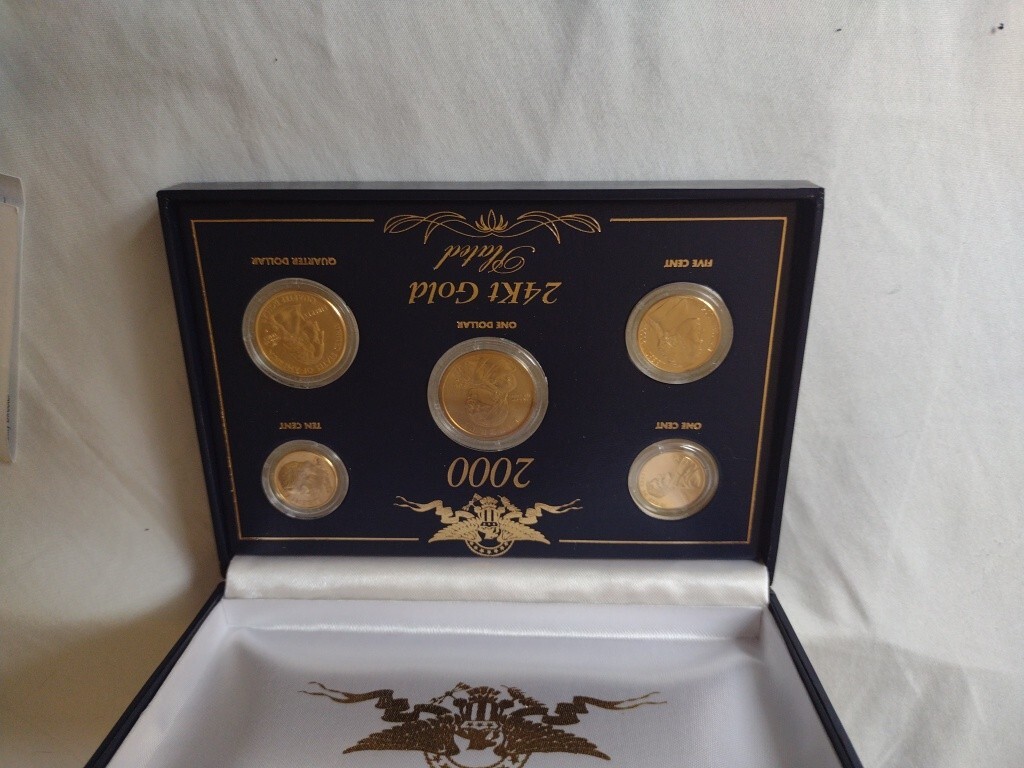 2000
ONE CENT
TEN CENT
ONE DOLLAR
24Kt Gold
Plated
FIVE CENT
QUARTER DOLLAR